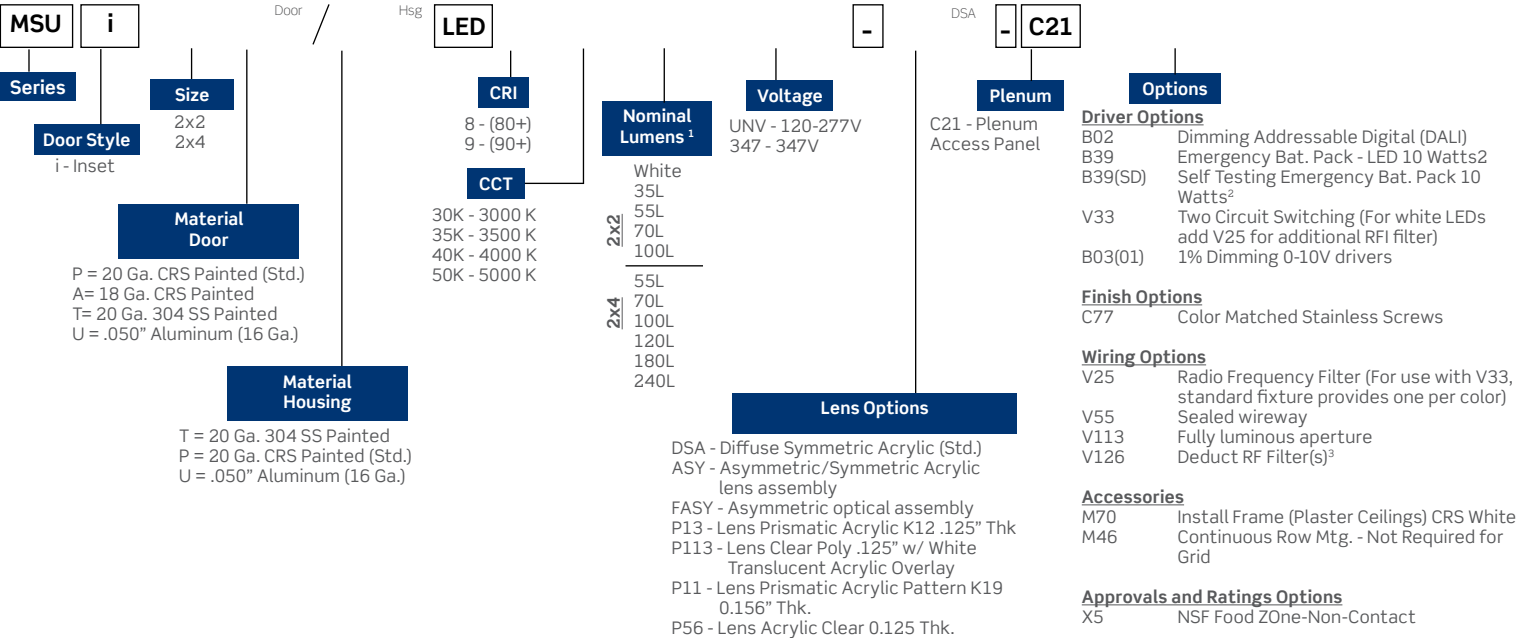 MSU i Door / Hsg LED - DSA - C21
Series
Door Style
i - Inset
Size
2x2
2x4
Material
Door
P = 20 Ga. CRS Painted (Std.)
A= 18 Ga. CRS Painted
T= 20 Ga. 304 SS Painted
U = .050” Aluminum (16 Ga.)
Material
Housing
T = 20 Ga. 304 SS Painted
P = 20 Ga. CRS Painted (Std.)
U = .050” Aluminum (16 Ga.)
CRI
8 - (80+)
9 - (90+)
CCT
30K - 3000 K
35K - 3500 K
40K - 4000 K
50K - 5000 K
Nominal
Lumens ¹
White
2x2
35L
55L
70L
100L
2x4
55L
70L
100L
120L
180L
240L
Voltage
UNV - 120-277V
347 - 347V
Lens Options
DSA - Diffuse Symmetric Acrylic (Std.)
ASY - Asymmetric/Symmetric Acrylic
lens assembly
FASY - Asymmetric optical assembly
P13 - Lens Prismatic Acrylic K12 .125” Thk
P113 - Lens Clear Poly .125” w/ White
Translucent Acrylic Overlay
P11 - Lens Prismatic Acrylic Pattern K19
0.156” Thk.
P56 - Lens Acrylic Clear 0.125 Thk.
Plenum
C21 - Plenum
Access Panel
Options
Driver Options
B02 Dimming Addressable Digital (DALI)
B39 Emergency Bat. Pack - LED 10 Watts2
B39(SD) Self Testing Emergency Bat. Pack 10
Watts²
V33 Two Circuit Switching (For white LEDs
add V25 for additional RFI filter)
B03(01) 1% Dimming 0-10V drivers
Finish Options
C77 Color Matched Stainless Screws
Wiring Options
V25 Radio Frequency Filter (For use with V33,
standard fixture provides one per color)
V55 Sealed wireway
V113 Fully luminous aperture
V126 Deduct RF Filter(s)³
Accessories
M70 Install Frame (Plaster Ceilings) CRS White
M46 Continuous Row Mtg. - Not Required for
Grid
Approvals and Ratings Options
X5 NSF Food ZOne-Non-Contact